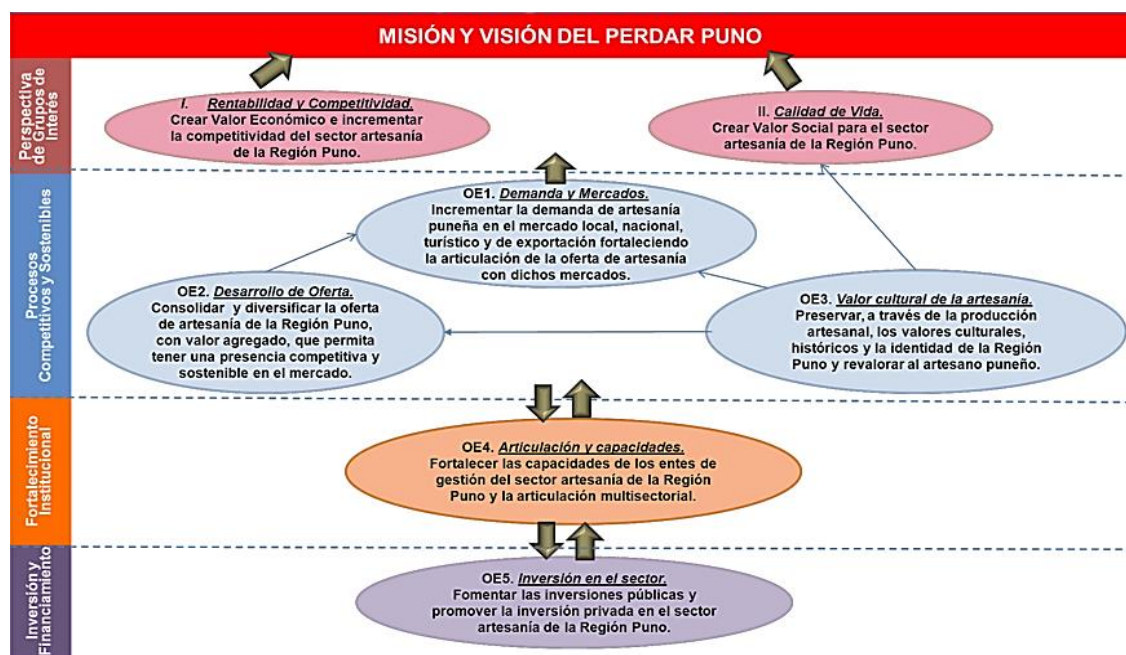 MISIÓN Y VISIÓN DEL PERDAR PUNO
Perspectiva
de Grupos de
Interés
I. Rentabilidad y Competitividad.
Crear Valor Económico e incrementar
la competitividad del sector artesanía
de la Región Puno.
II. Calidad de Vida.
Crear Valor Social para el sector
artesanía de la Región Puno.
Procesos
Competitivos y Sostenibles
OE1. Demanda y Mercados.
Incrementar la demanda de artesanía
puneña en el mercado local, nacional,
turístico y de exportación fortaleciendo
la articulación de la oferta de artesanía
con dichos mercados.
OE2. Desarrollo de Oferta.
Consolidar y diversificar la oferta
de artesanía de la Región Puno,
con valor agregado, que permita
tener una presencia competitiva y
sostenible en el mercado.
OE3. Valor cultural de la artesanía.
Preservar, a través de la producción
artesanal, los valores culturales,
históricos y la identidad de la Región
Puno y revalorar al artesano puneño.
Fortalecimiento
Institucional
OE4. Articulación y capacidades.
Fortalecer las capacidades de los entes de
gestión del sector artesanía de la Región
Puno y la articulación multisectorial.
Inversión y
Financiamiento
OE5. Inversión en el sector.
Fomentar las inversiones públicas y
promover la inversión privada en el sector
artesanía de la Región Puno.